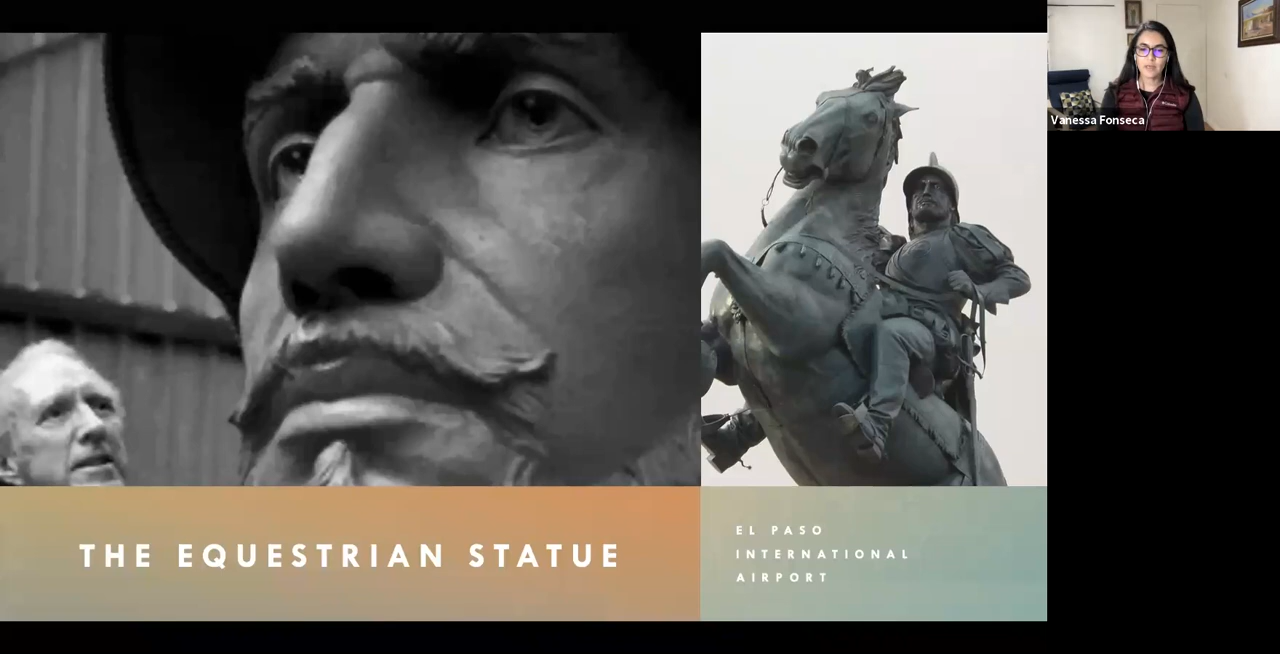 Vanessa Fonseca
THE EQUESTRIAN STATUE
EL PASO
INTERNATIONAL
AIRPORT